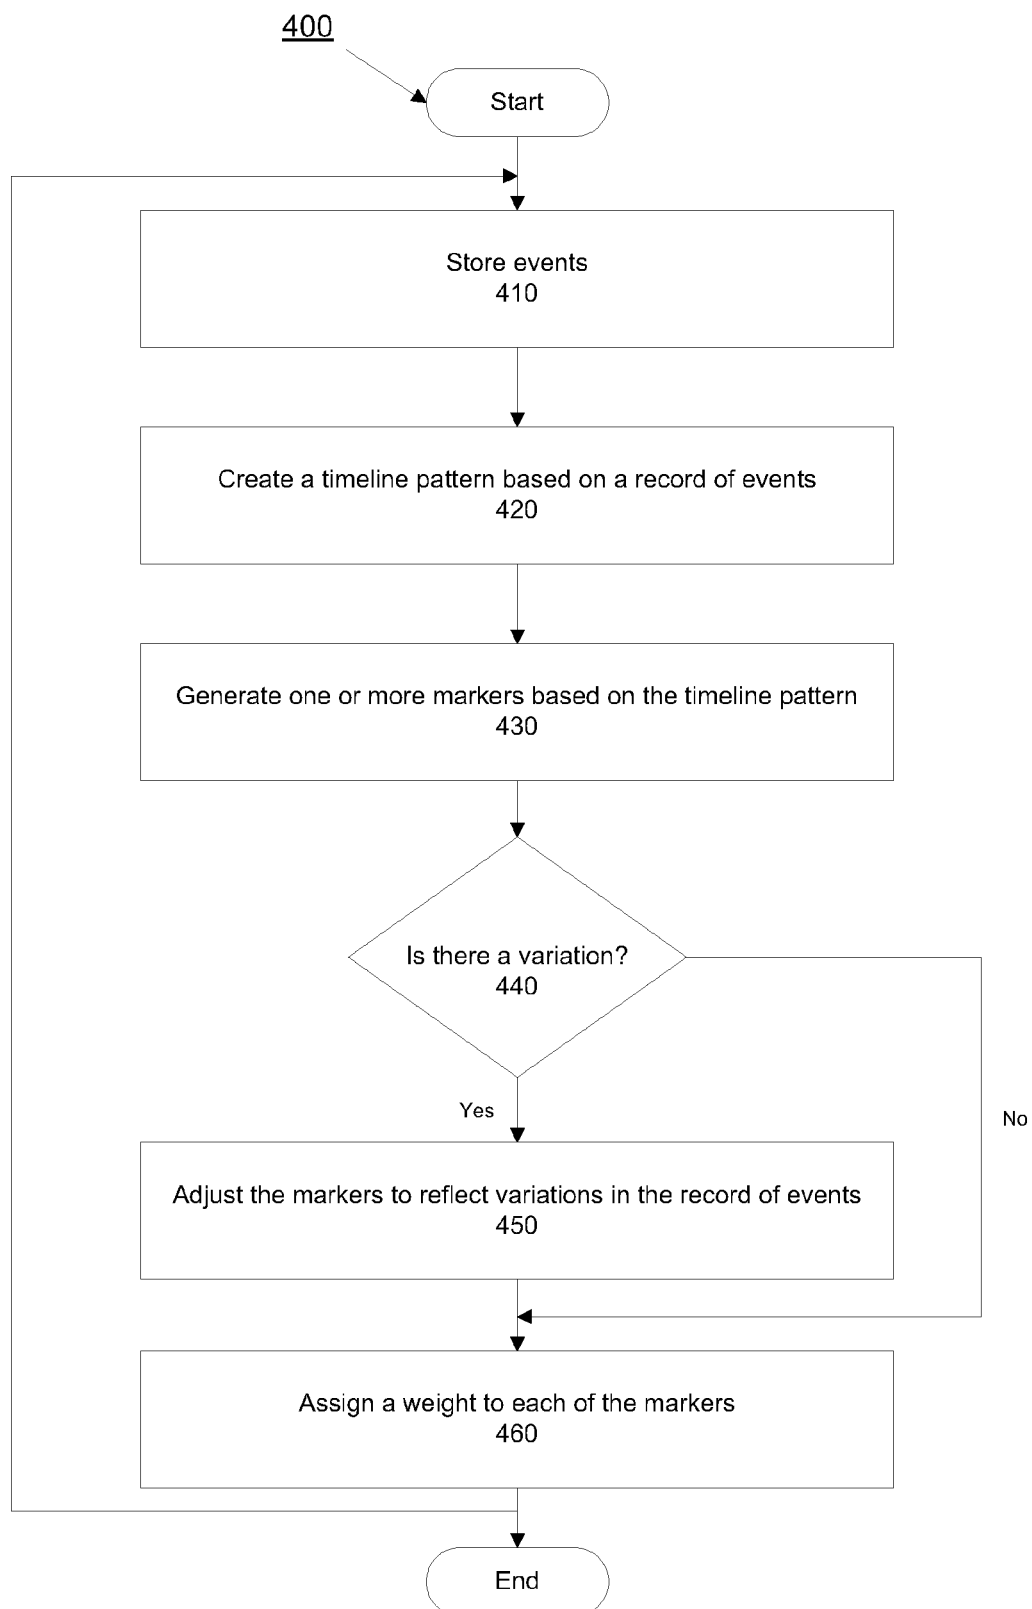 400
Start
Store events
410
Create a timeline pattern based on a record of events
420
Generate one or more markers based on the timeline pattern
430
Is there a variation?
440
Yes
No
Adjust the markers to reflect variations in the record of events
450
Assign a weight to each of the markers
460
End